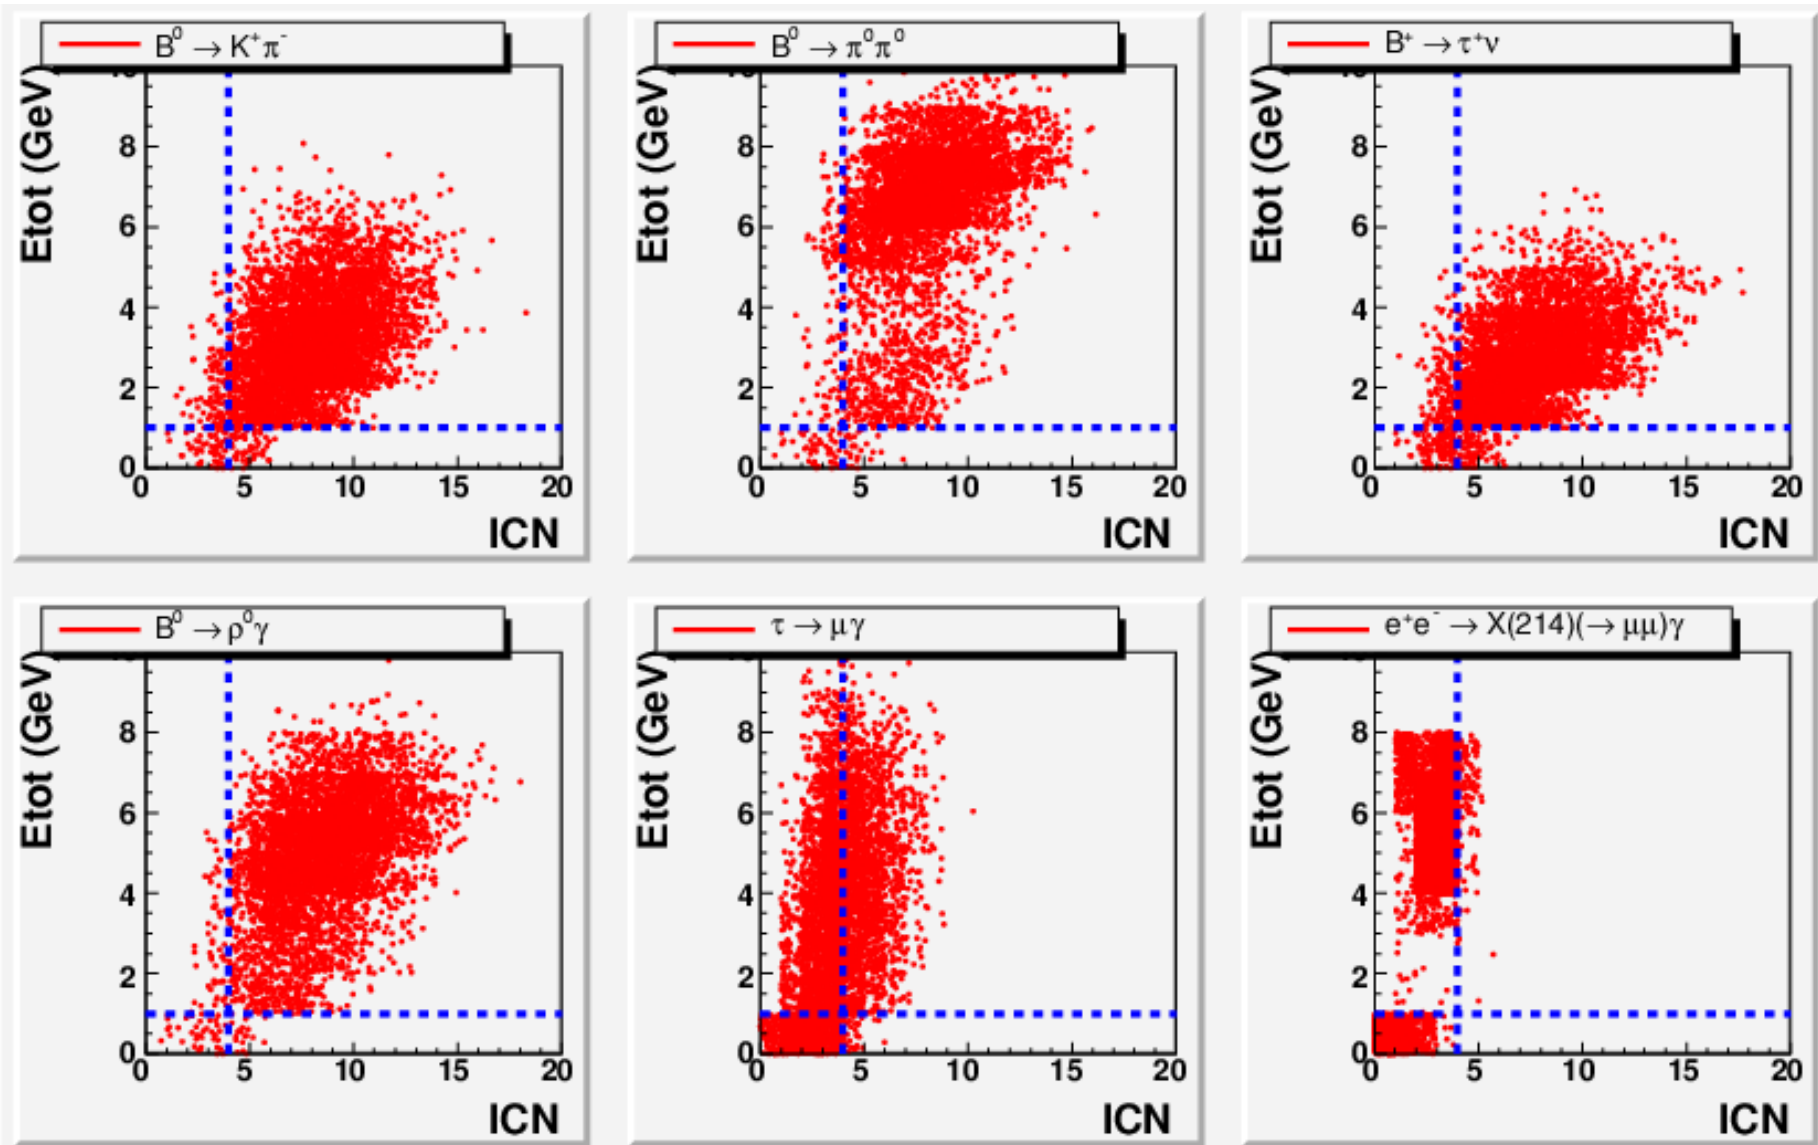 B⁰ → K⁺π⁻
Etot (GeV)
8
6
4
2
0
0 5 10 15 20
ICN
B⁰ → π⁰π⁰
Etot (GeV)
8
6
4
2
0
0 5 10 15 20
ICN
B⁺ → τ⁺ν
Etot (GeV)
8
6
4
2
0
0 5 10 15 20
ICN
B⁰ → ρ⁰γ
Etot (GeV)
8
6
4
2
0
0 5 10 15 20
ICN
τ → μγ
Etot (GeV)
8
6
4
2
0
0 5 10 15 20
ICN
e⁺e⁻ → X(214)(→ μμ)γ
Etot (GeV)
8
6
4
2
0
0 5 10 15 20
ICN